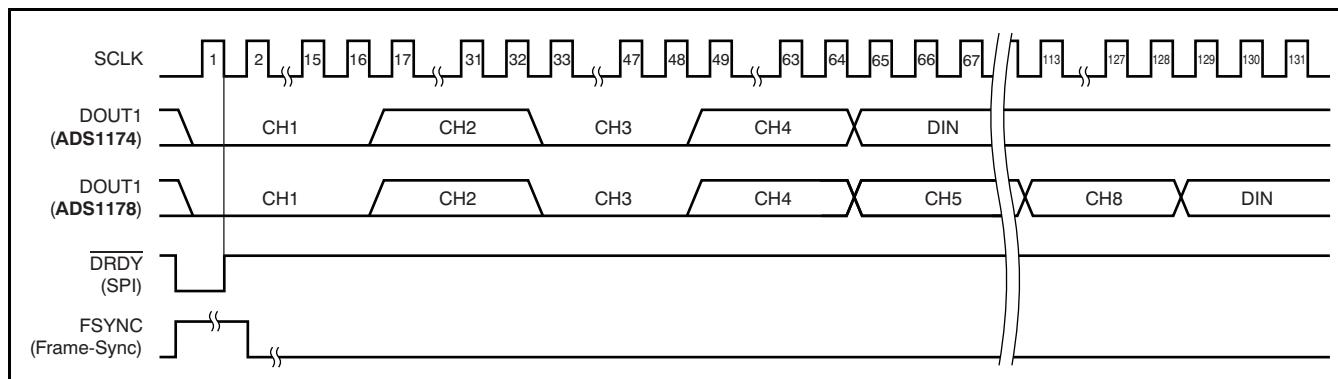 SCLK 1 2 15 16 17 31 32 33 47 48 49 63 64 65 66 67 113 127 128 129 130 131
DOUT1
(ADS1174)
CH1 CH2 CH3 CH4 DIN
DOUT1
(ADS1178)
CH1 CH2 CH3 CH4 CH5 CH8 DIN
DRDY
(SPI)
FSYNC
(Frame-Sync)